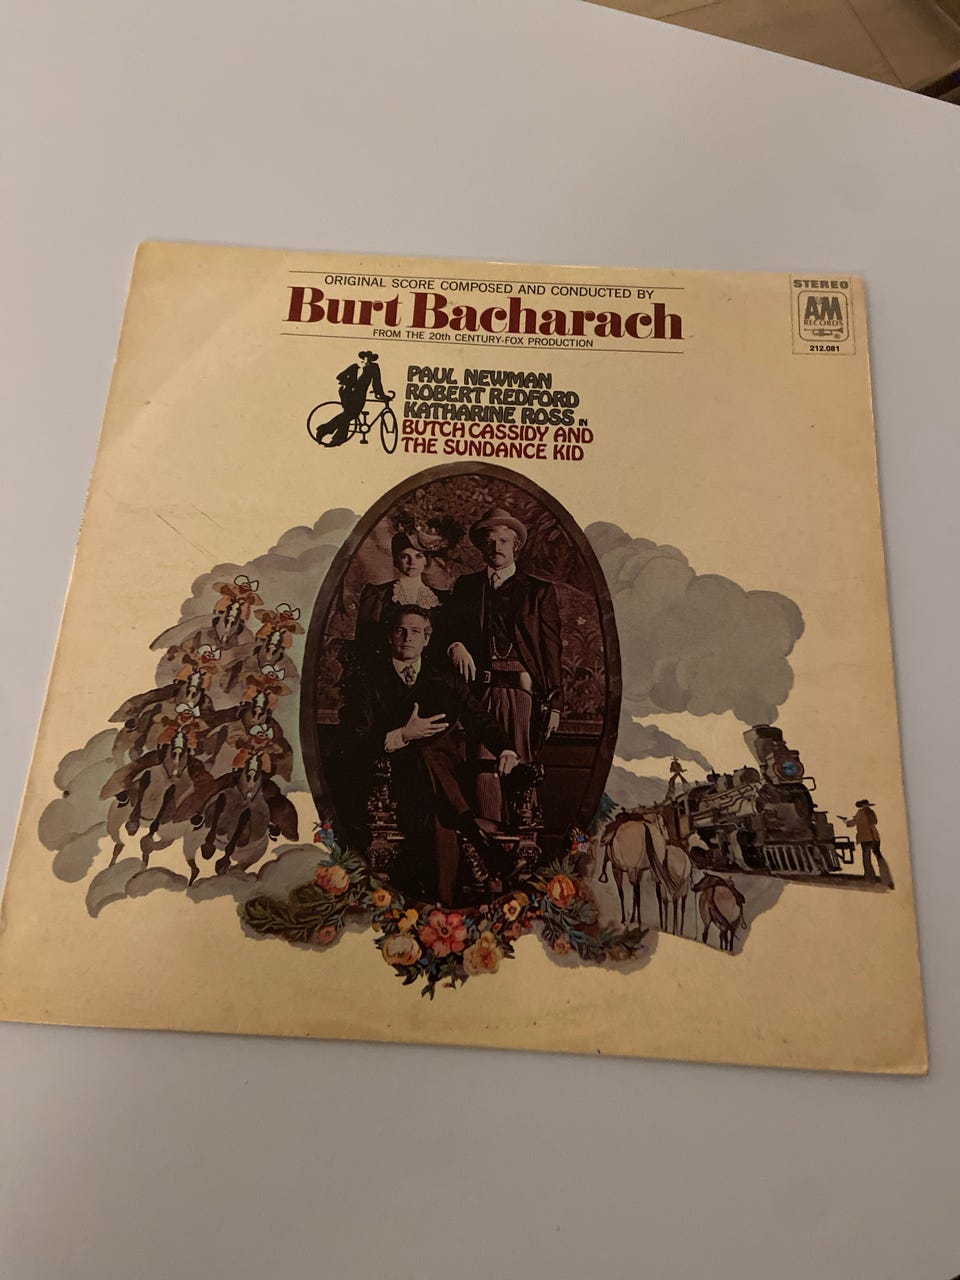 ORIGINAL SCORE COMPOSED AND CONDUCTED BY
Burt Bacharach
FROM THE 20th CENTURY-FOX PRODUCTION
STEREO
A&M
RECORDS
212.081
PAUL NEWMAN
ROBERT REDFORD
KATHARINE ROSS IN
BUTCH CASSIDY AND
THE SUNDANCE KID